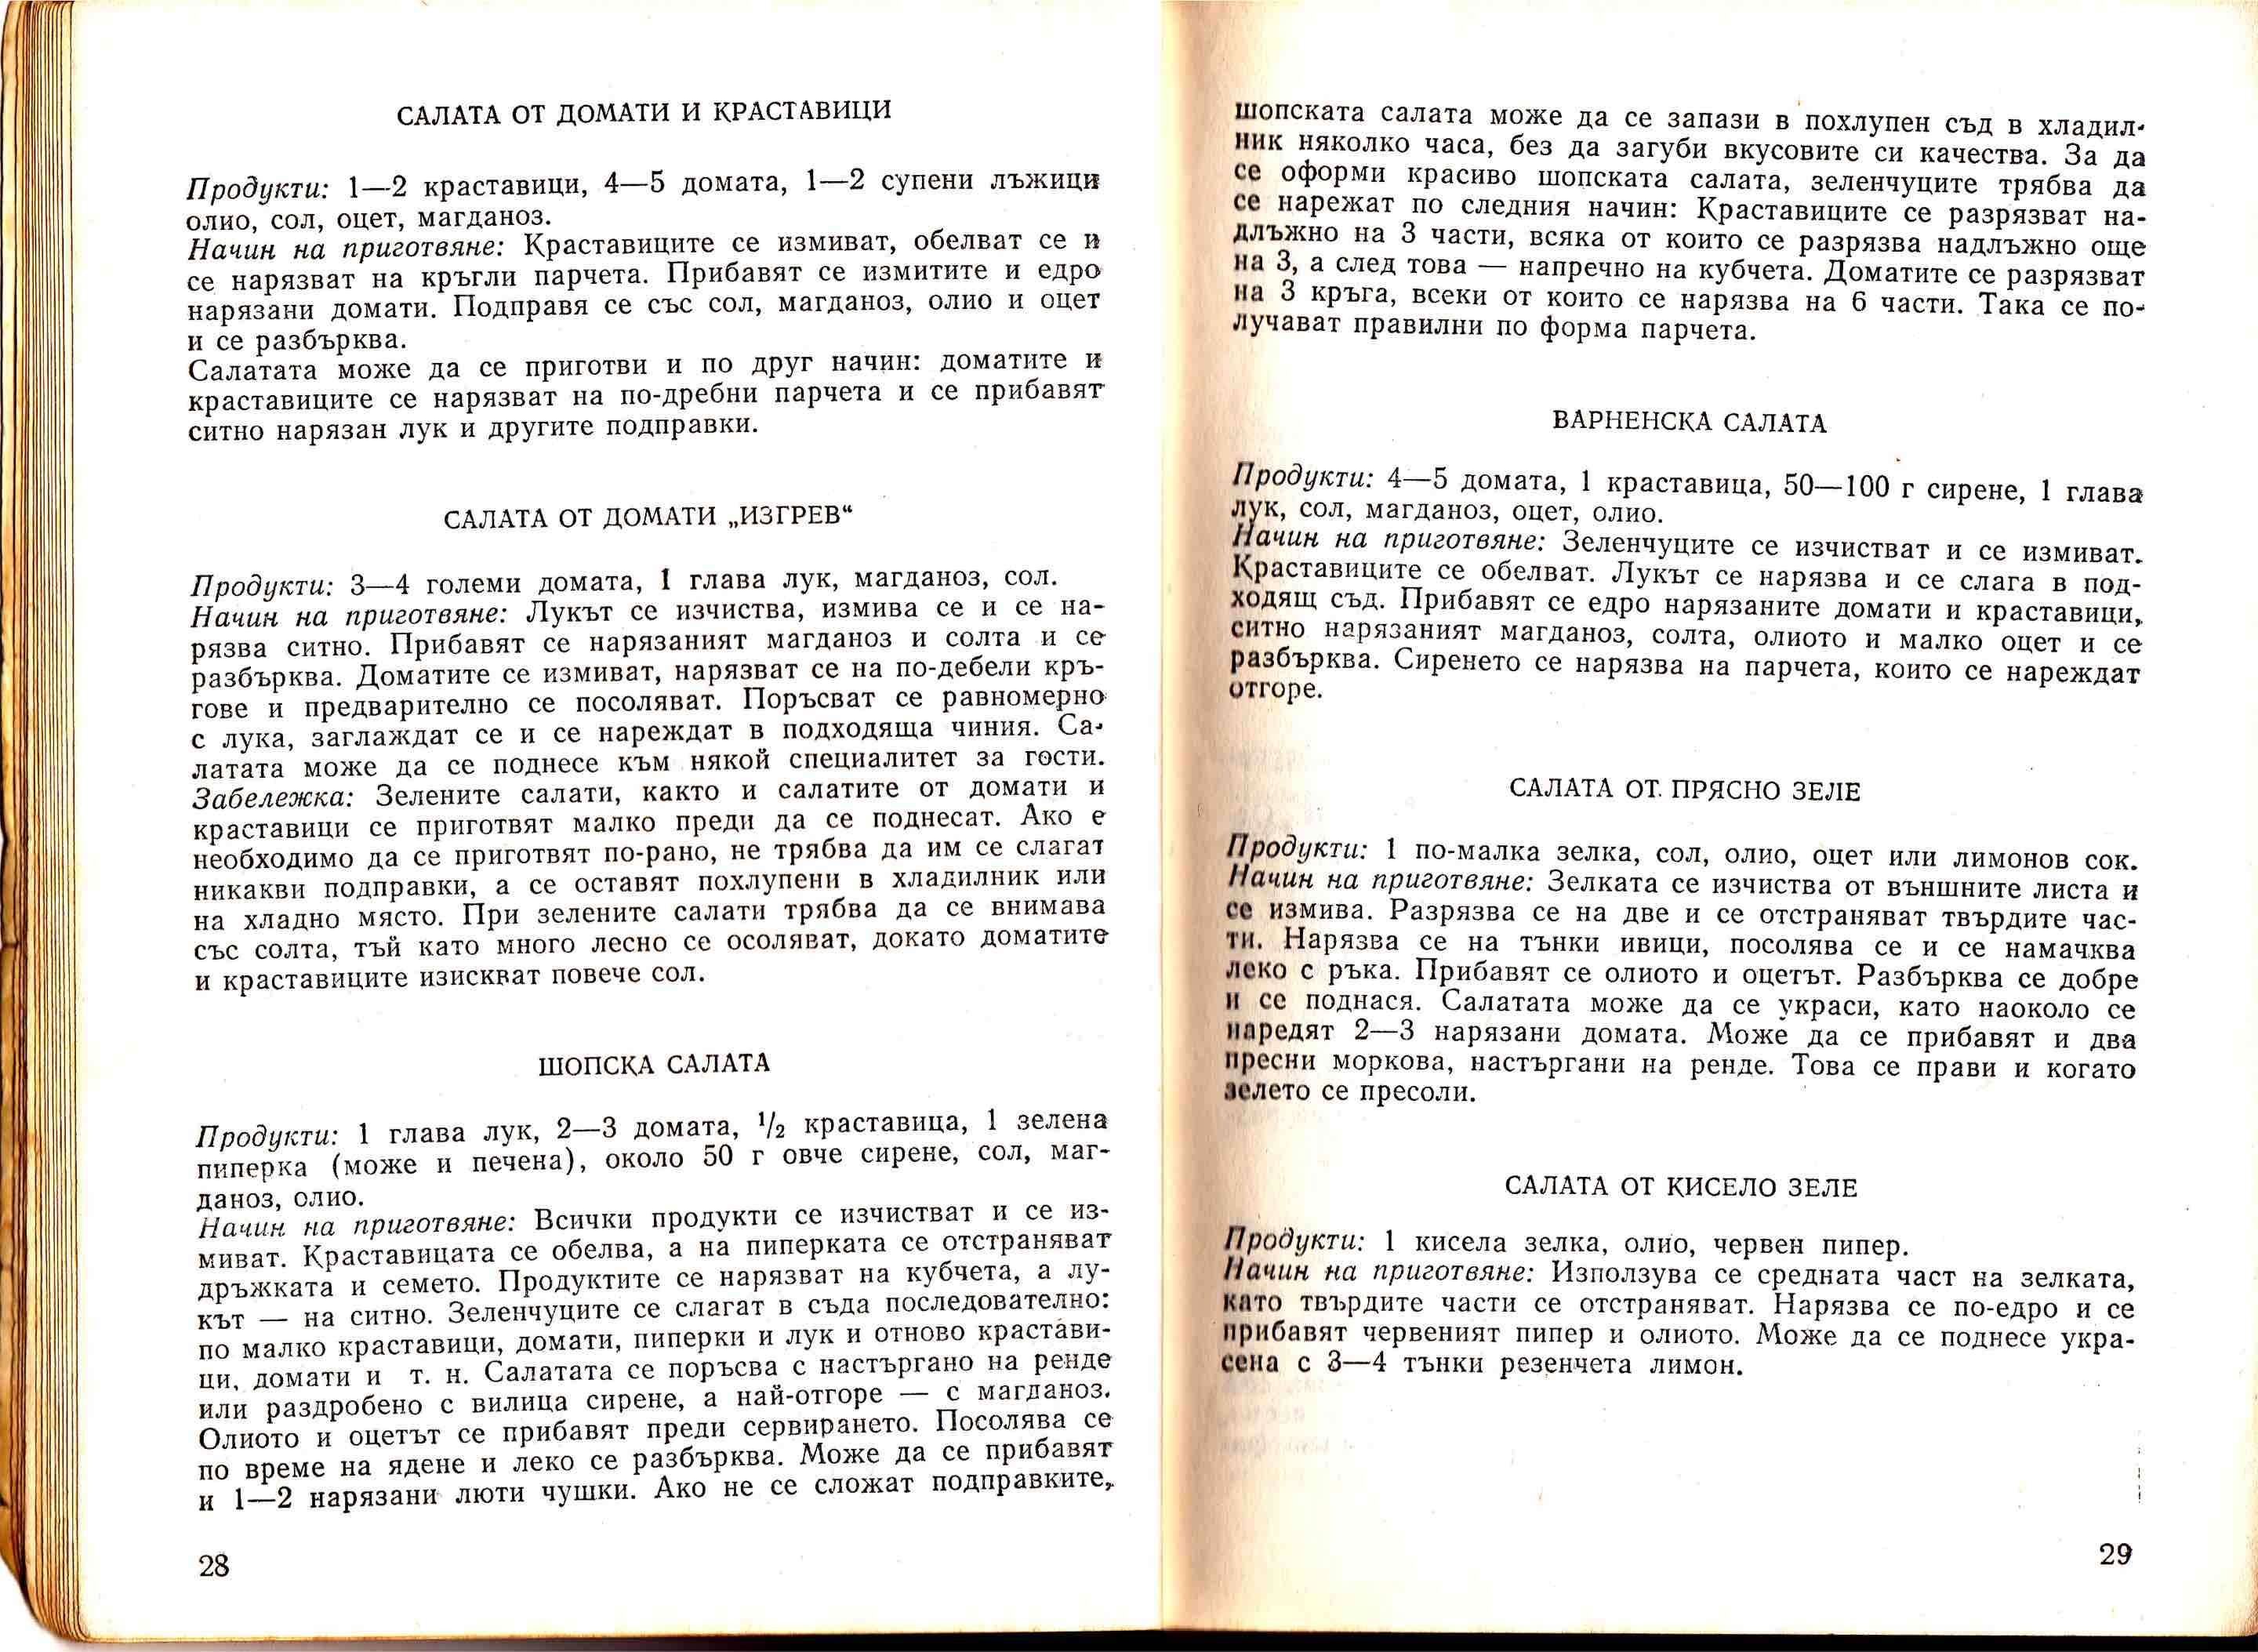 САЛАТА ОТ ДОМАТИ И КРАСТАВИЦИ
Продукти: 1—2 краставици, 4—5 домата, 1—2 супени лъжици
олио, сол, оцет, магданоз.
Начин на приготвяне: Краставиците се измиват, обелват се и
се нарязват на кръгли парчета. Прибавят се измитите и едро
нарязани домати. Подправя се със сол, магданоз, олио и оцет
и се разбърква.
Салатата може да се приготви и по друг начин: доматите и
краставиците се нарязват на по-дребни парчета и се прибавят
ситно нарязан лук и другите подправки.
САЛАТА ОТ ДОМАТИ „ИЗГРЕВ“
Продукти: 3—4 големи домата, 1 глава лук, магданоз, сол.
Начин на приготвяне: Лукът се изчиства, измива се и се на-
рязва ситно. Прибавят се нарязаният магданоз и солта и се
разбърква. Доматите се измиват, нарязват се на по-дебели кръ-
гове и предварително се посоляват. Поръсват се равномерно
с лука, заглаждат се и се нареждат в подходяща чиния. Са-
латата може да се поднесе към някой специалитет за гости.
Забележка: Зелените салати, както и салатите от домати и
краставици се приготвят малко преди да се поднесат. Ако е
необходимо да се приготвят по-рано, не трябва да им се слагат
никакви подправки, а се оставят похлупени в хладилник или
на хладно място. При зелените салати трябва да се внимава
със солта, тъй като много лесно се осоляват, докато доматите
и краставиците изискват повече сол.
ШОПСКА САЛАТА
Продукти: 1 глава лук, 2—3 домата, 1/2 краставица, 1 зелена
пиперка (може и печена), около 50 г овче сирене, сол, маг-
даноз, олио.
Начин на приготвяне: Всички продукти се изчистват и се из-
миват. Краставицата се обелва, а на пиперката се отстраняват
дръжката и семето. Продуктите се нарязват на кубчета, а лу-
кът — на ситно. Зеленчуците се слагат в съда последователно:
по малко краставици, домати, пиперки и лук и отново крастави-
ци, домати и т. н. Салатата се поръсва с настъргано на ренде
или раздробено с вилица сирене, а най-отгоре — с магданоз.
Олиото и оцетът се прибавят преди сервирането. Посолява се
по време на ядене и леко се разбърква. Може да се прибавят
и 1—2 нарязани люти чушки. Ако не се сложат подправките,
28
шопската салата може да се запази в похлупен съд в хладил-
ник няколко часа, без да загуби вкусовите си качества. За да
се оформи красиво шопската салата, зеленчуците трябва да
се нарежат по следния начин: Краставиците се разрязват на-
длъжно на 3 части, всяка от които се разрязва надлъжно още
на 3, а след това — напречно на кубчета. Доматите се разрязват
на 3 кръга, всеки от които се нарязва на 6 части. Така се по-
лучават правилни по форма парчета.
ВАРНЕНСКА САЛАТА
Продукти: 4—5 домата, 1 краставица, 50—100 г сирене, 1 глава
лук, сол, магданоз, оцет, олио.
Начин на приготвяне: Зеленчуците се изчистват и се измиват.
Краставиците се обелват. Лукът се нарязва и се слага в под-
ходящ съд. Прибавят се едро нарязаните домати и краставици,
ситно нарязаният магданоз, солта, олиото и малко оцет и се
разбърква. Сиренето се нарязва на парчета, които се нареждат
отгоре.
САЛАТА ОТ ПРЯСНО ЗЕЛЕ
Продукти: 1 по-малка зелка, сол, олио, оцет или лимонов сок.
Начин на приготвяне: Зелката се изчиства от външните листа и
се измива. Разрязва се на две и се отстраняват твърдите час-
ти. Нарязва се на тънки ивици, посолява се и се намачква
леко с ръка. Прибавят се олиото и оцетът. Разбърква се добре
и се поднася. Салатата може да се украси, като наоколо се
наредят 2—3 нарязани домата. Може да се прибавят и два
пресни моркова, настъргани на ренде. Това се прави и когато
зелето се пресоли.
САЛАТА ОТ КИСЕЛО ЗЕЛЕ
Продукти: 1 кисела зелка, олио, червен пипер.
Начин на приготвяне: Използува се средната част на зелката,
като твърдите части се отстраняват. Нарязва се по-едро и се
прибавят червеният пипер и олиото. Може да се поднесе укра-
сена с 3—4 тънки резенчета лимон.
29